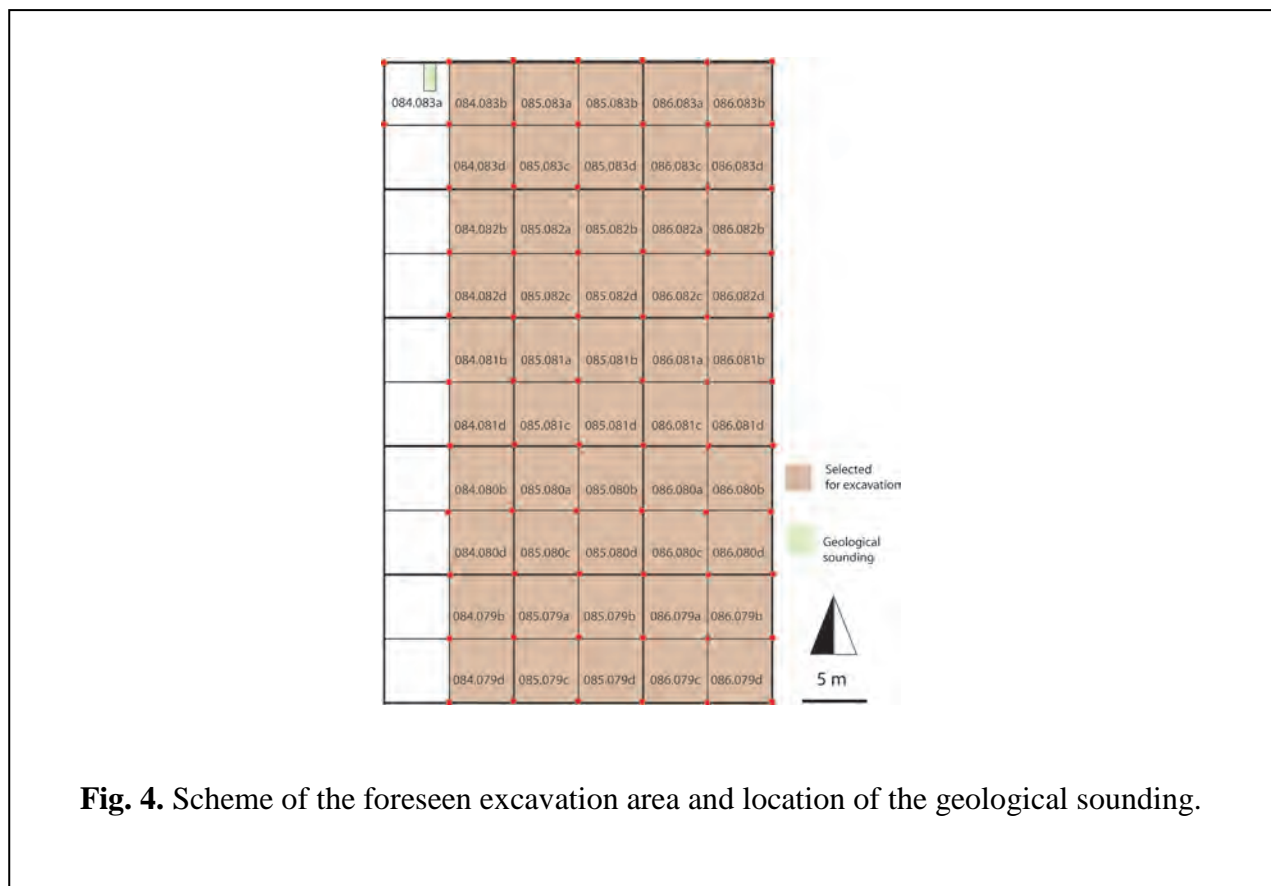 084.083a 084.083b 085.083a 085.083b 086.083a 086.083b
084.083d 085.083c 085.083d 086.083c 086.083d
084.082b 085.082a 085.082b 086.082a 086.082b
084.082d 085.082c 085.082d 086.082c 086.082d
084.081b 085.081a 085.081b 086.081a 086.081b
084.081d 085.081c 085.081d 086.081c 086.081d
084.080b 085.080a 085.080b 086.080a 086.080b
084.080d 085.080c 085.080d 086.080c 086.080d
084.079b 085.079a 085.079b 086.079a 086.079b
084.079d 085.079c 085.079d 086.079c 086.079d
Selected
for excavation
Geological
sounding
5 m
Fig. 4. Scheme of the foreseen excavation area and location of the geological sounding.